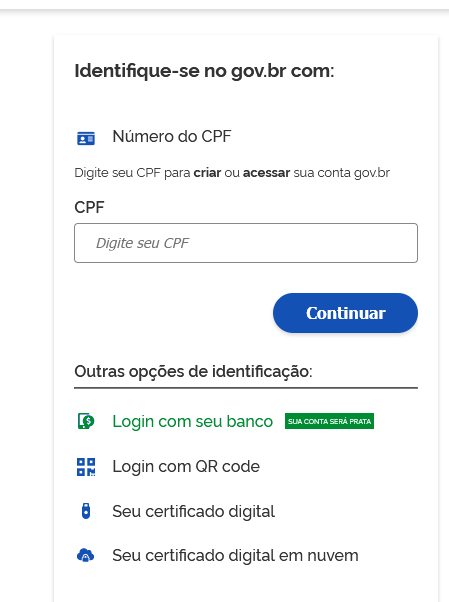 Identifique-se no gov.br com:
Número do CPF
Digite seu CPF para criar ou acessar sua conta gov.br
CPF
Digite seu CPF
Continuar
Outras opções de identificação:
Login com seu banco SUA CONTA SERÁ PRATA
Login com QR code
Seu certificado digital
Seu certificado digital em nuvem